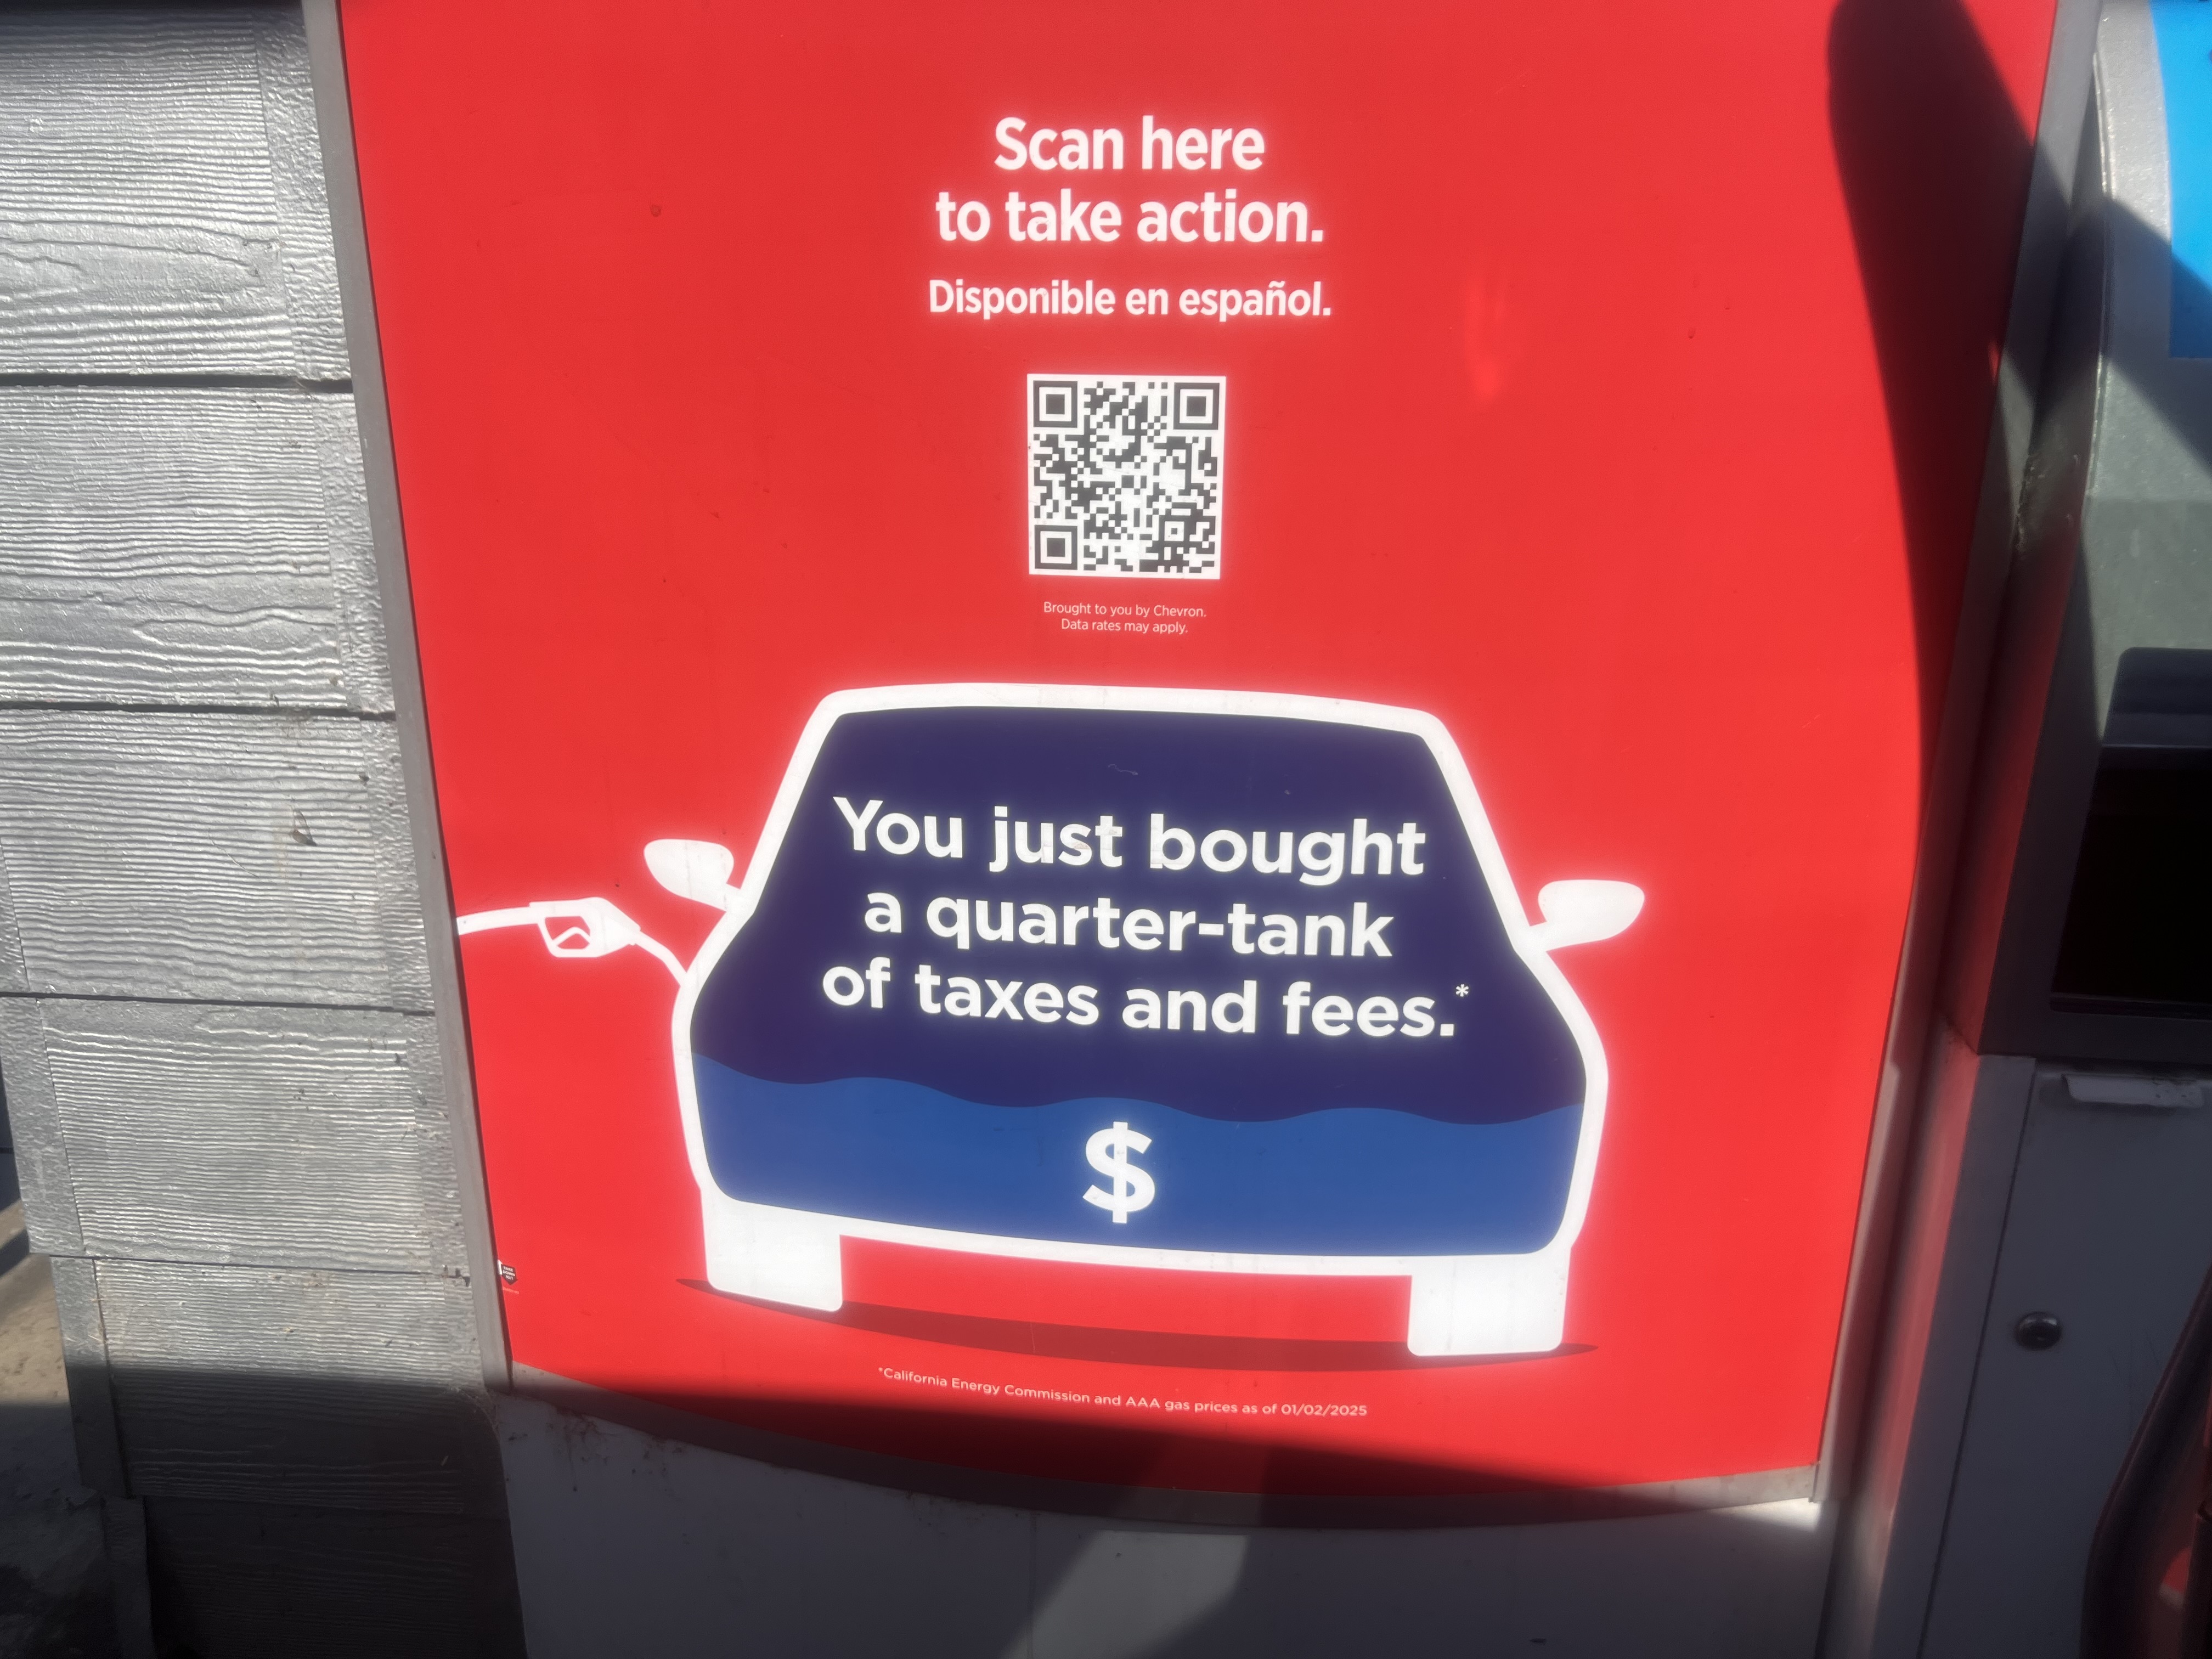 Scan here
to take action.
Disponible en español.
Brought to you by Chevron.
Data rates may apply.
You just bought
a quarter-tank
of taxes and fees.*
$
*California Energy Commission and AAA gas prices as of 01/02/2025